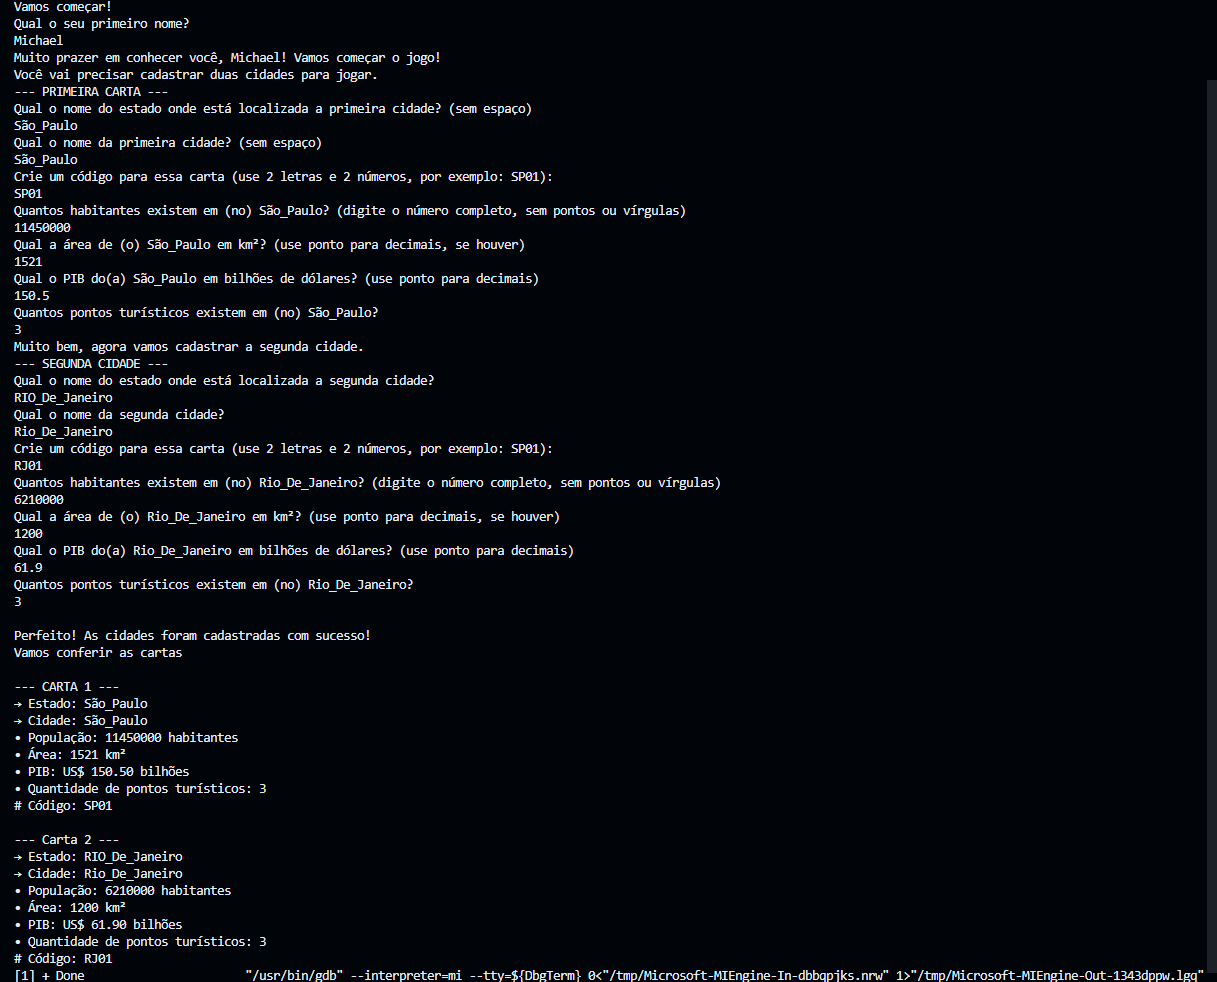 Vamos começar!
Qual o seu primeiro nome?
Michael
Muito prazer em conhecer você, Michael! Vamos começar o jogo!
Você vai precisar cadastrar duas cidades para jogar.
--- PRIMEIRA CARTA ---
Qual o nome do estado onde está localizada a primeira cidade? (sem espaço)
São_Paulo
Qual o nome da primeira cidade? (sem espaço)
São_Paulo
Crie um código para essa carta (use 2 letras e 2 números, por exemplo: SP01):
SP01
Quantos habitantes existem em (no) São_Paulo? (digite o número completo, sem pontos ou vírgulas)
11450000
Qual a área de (o) São_Paulo em km²? (use ponto para decimais, se houver)
1521
Qual o PIB do(a) São_Paulo em bilhões de dólares? (use ponto para decimais)
150.5
Quantos pontos turísticos existem em (no) São_Paulo?
3
Muito bem, agora vamos cadastrar a segunda cidade.
--- SEGUNDA CIDADE ---
Qual o nome do estado onde está localizada a segunda cidade?
RIO_De_Janeiro
Qual o nome da segunda cidade?
Rio_De_Janeiro
Crie um código para essa carta (use 2 letras e 2 números, por exemplo: SP01):
RJ01
Quantos habitantes existem em (no) Rio_De_Janeiro? (digite o número completo, sem pontos ou vírgulas)
6210000
Qual a área de (o) Rio_De_Janeiro em km²? (use ponto para decimais, se houver)
1200
Qual o PIB do(a) Rio_De_Janeiro em bilhões de dólares? (use ponto para decimais)
61.9
Quantos pontos turísticos existem em (no) Rio_De_Janeiro?
3
Perfeito! As cidades foram cadastradas com sucesso!
Vamos conferir as cartas
--- CARTA 1 ---
→ Estado: São_Paulo
→ Cidade: São_Paulo
• População: 11450000 habitantes
• Área: 1521 km²
• PIB: US$ 150.50 bilhões
• Quantidade de pontos turísticos: 3
# Código: SP01
--- Carta 2 ---
→ Estado: RIO_De_Janeiro
→ Cidade: Rio_De_Janeiro
• População: 6210000 habitantes
• Área: 1200 km²
• PIB: US$ 61.90 bilhões
• Quantidade de pontos turísticos: 3
# Código: RJ01
[1] + Done "/usr/bin/gdb" --interpreter=mi --tty=${DbgTerm} 0<"/tmp/Microsoft-MIEngine-In-dbbqpjks.nrw" 1>"/tmp/Microsoft-MIEngine-Out-1343dppw.lgq"